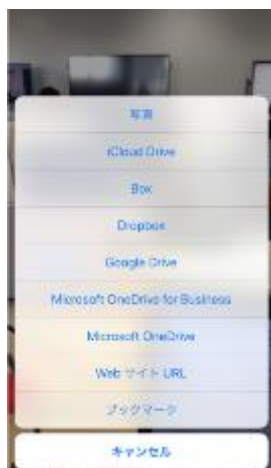 写真
iCloud Drive
Box
Dropbox
Google Drive
Microsoft OneDrive for Business
Microsoft OneDrive
Web サイト URL
ブックマーク
キャンセル